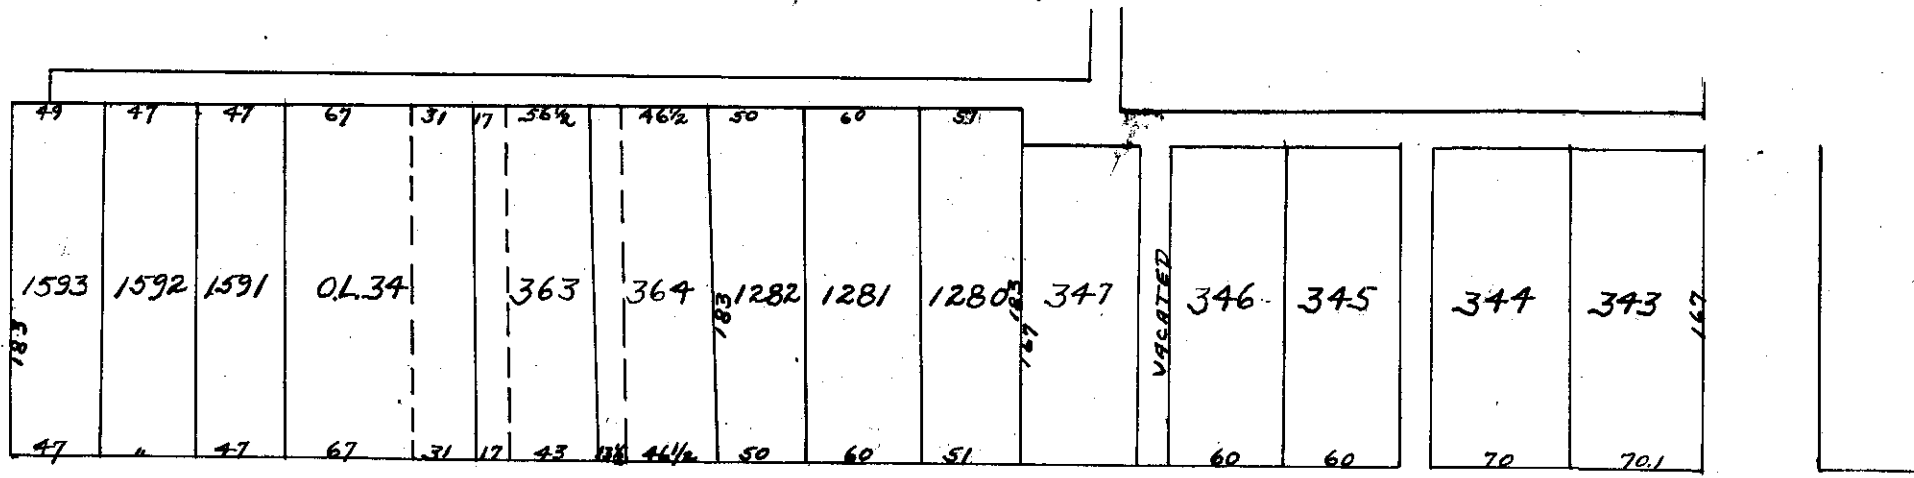 49 47 47 67 31 17 56½ 46½ 50 60 51
1593 1592 1591 O.L.34 363 364 1282 1281 1280 347 346 345 344 343
183 183 183 167 VACATED 167
47 " 47 67 31 17 43 13½ 46½ 50 60 51 60 60 70 70.1